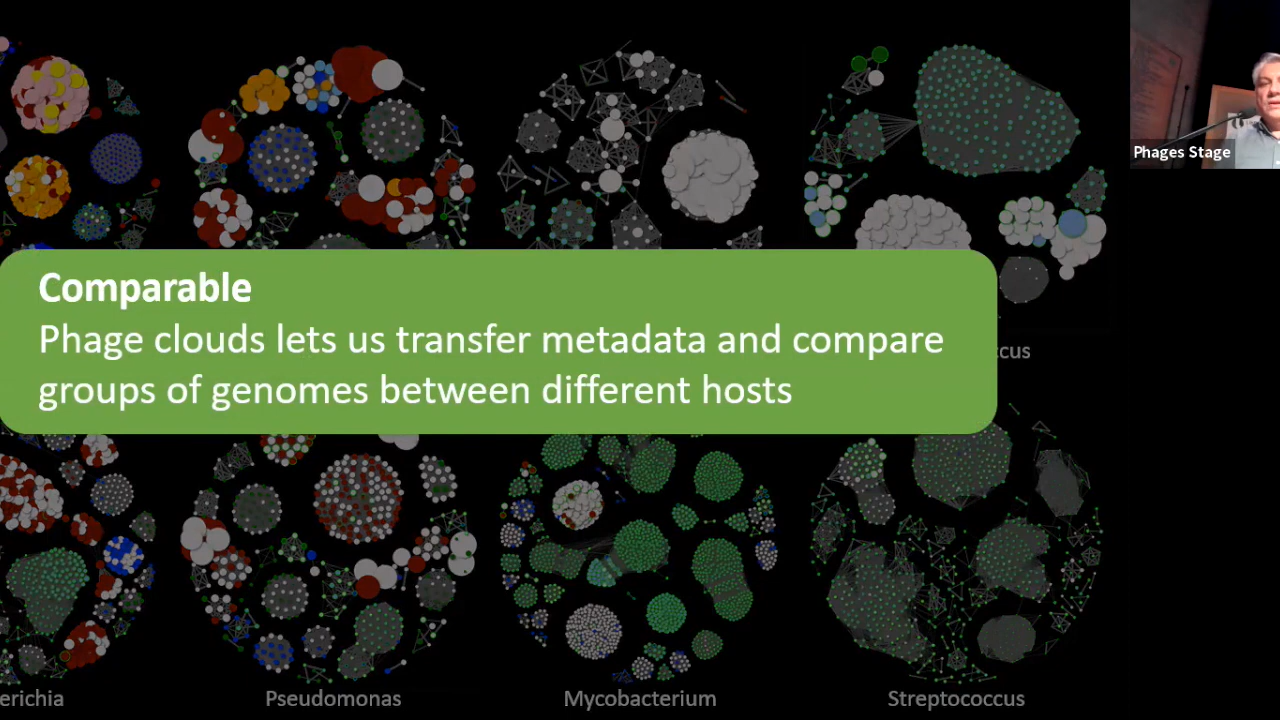 Phages Stage
Comparable
Phage clouds lets us transfer metadata and compare
groups of genomes between different hosts
ccus
erichia
Pseudomonas
Mycobacterium
Streptococcus